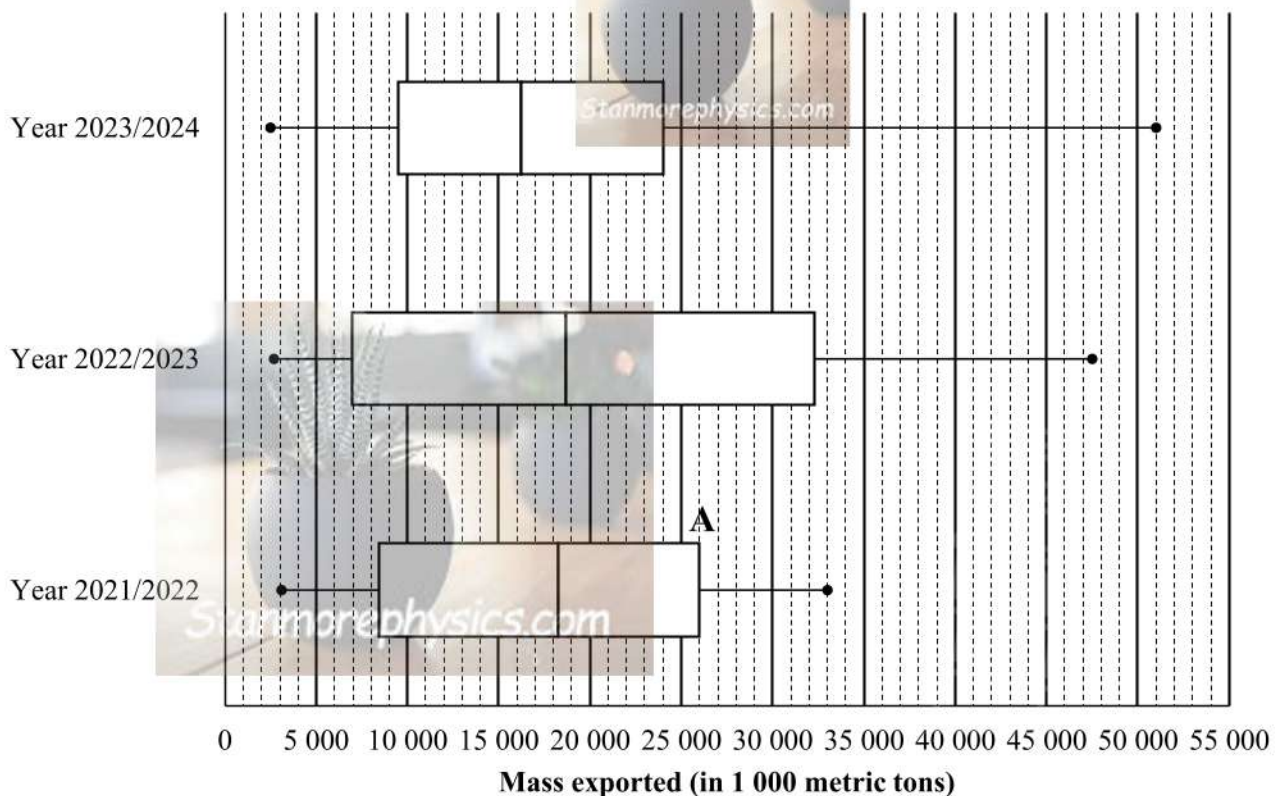 Stanmorephysics.com
Year 2023/2024
Year 2022/2023
A
Year 2021/2022
Stanmorephysics.com
0 5 000 10 000 15 000 20 000 25 000 30 000 35 000 40 000 45 000 50 000 55 000
Mass exported (in 1 000 metric tons)